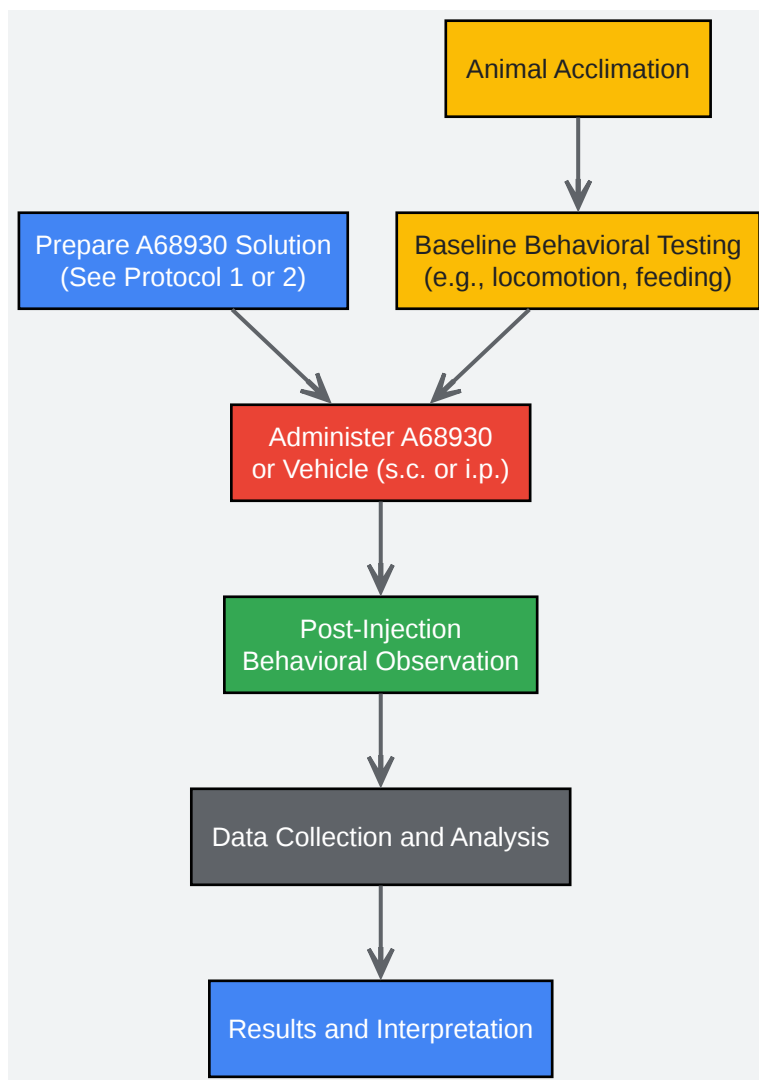 Animal Acclimation
Prepare A68930 Solution
(See Protocol 1 or 2)
Baseline Behavioral Testing
(e.g., locomotion, feeding)
Administer A68930
or Vehicle (s.c. or i.p.)
Post-Injection
Behavioral Observation
Data Collection and Analysis
Results and Interpretation